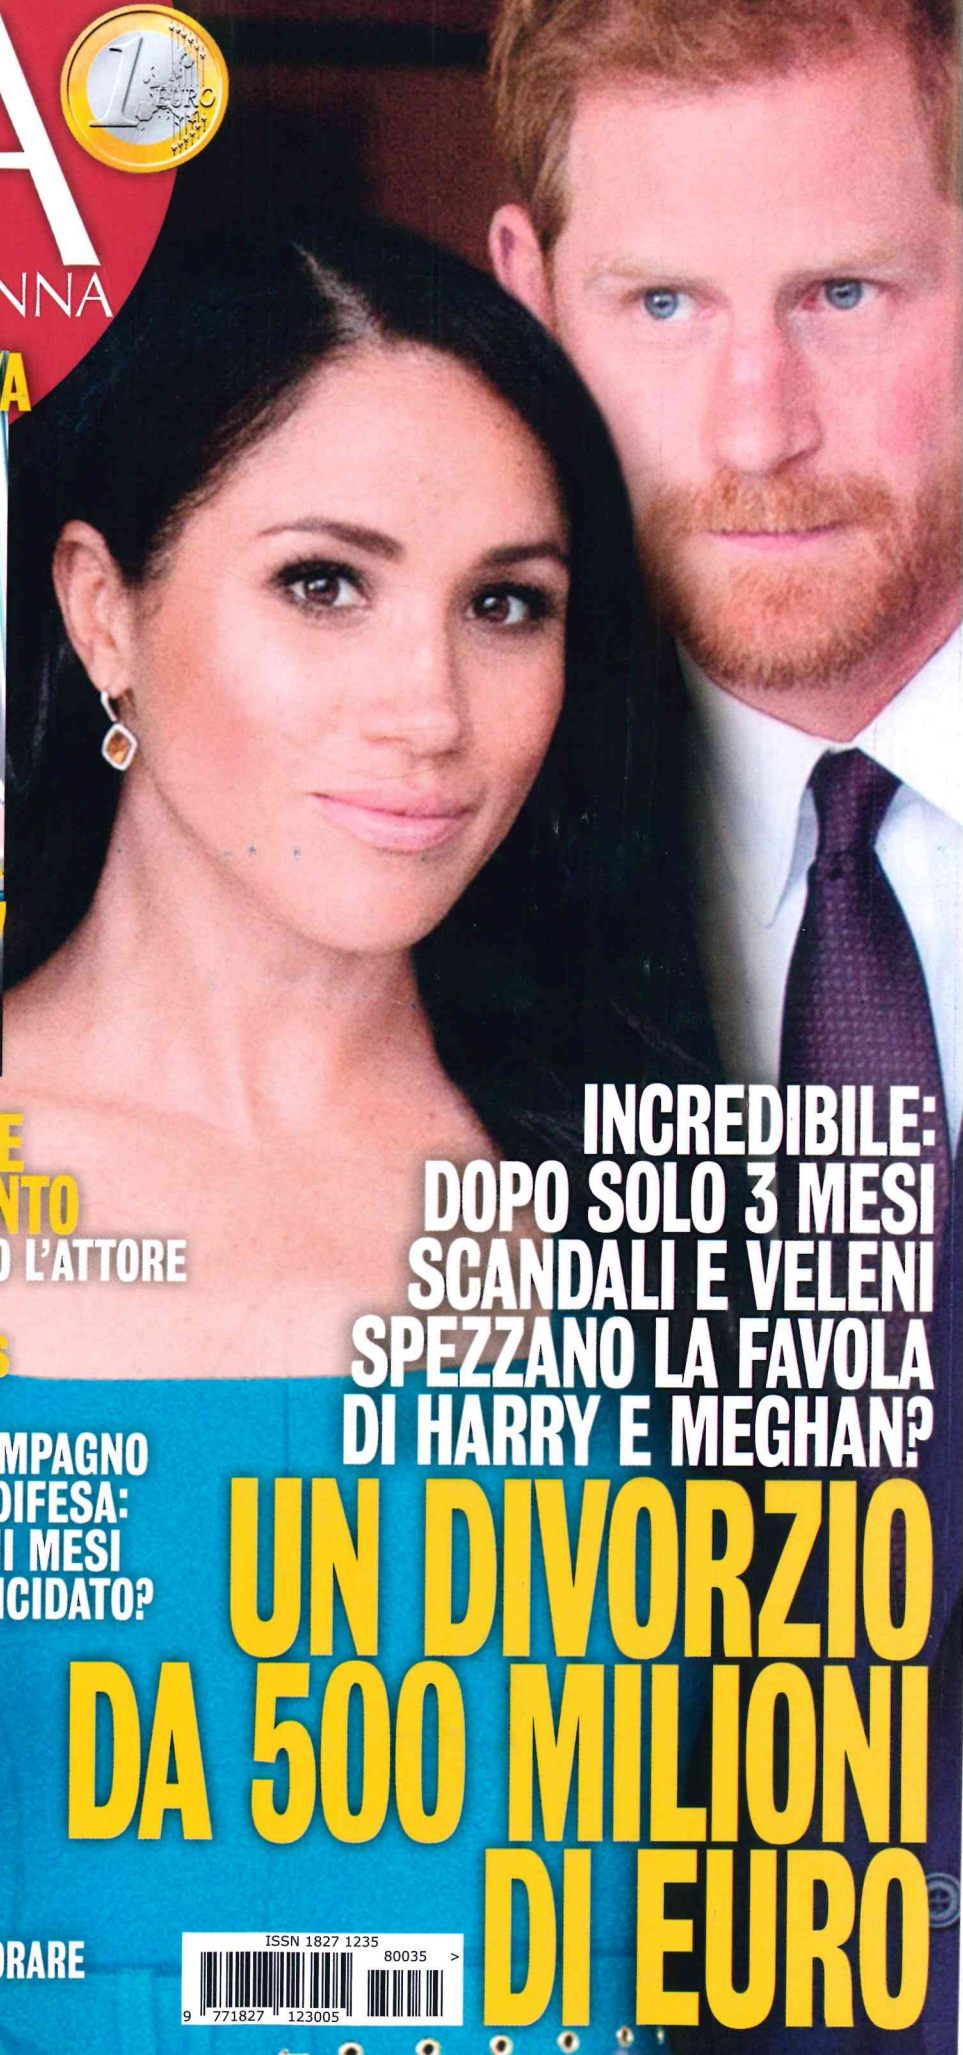 A
1
EURO
NNA
A
E
NTO
O L'ATTORE
S
MPAGNO
DIFESA:
I MESI
ICIDATO?
INCREDIBILE:
DOPO SOLO 3 MESI
SCANDALI E VELENI
SPEZZANO LA FAVOLA
DI HARRY E MEGHAN?
UN DIVORZIO
DA 500 MILIONI
DI EURO
ORARE
ISSN 1827 1235
80035 >
9 771827 123005